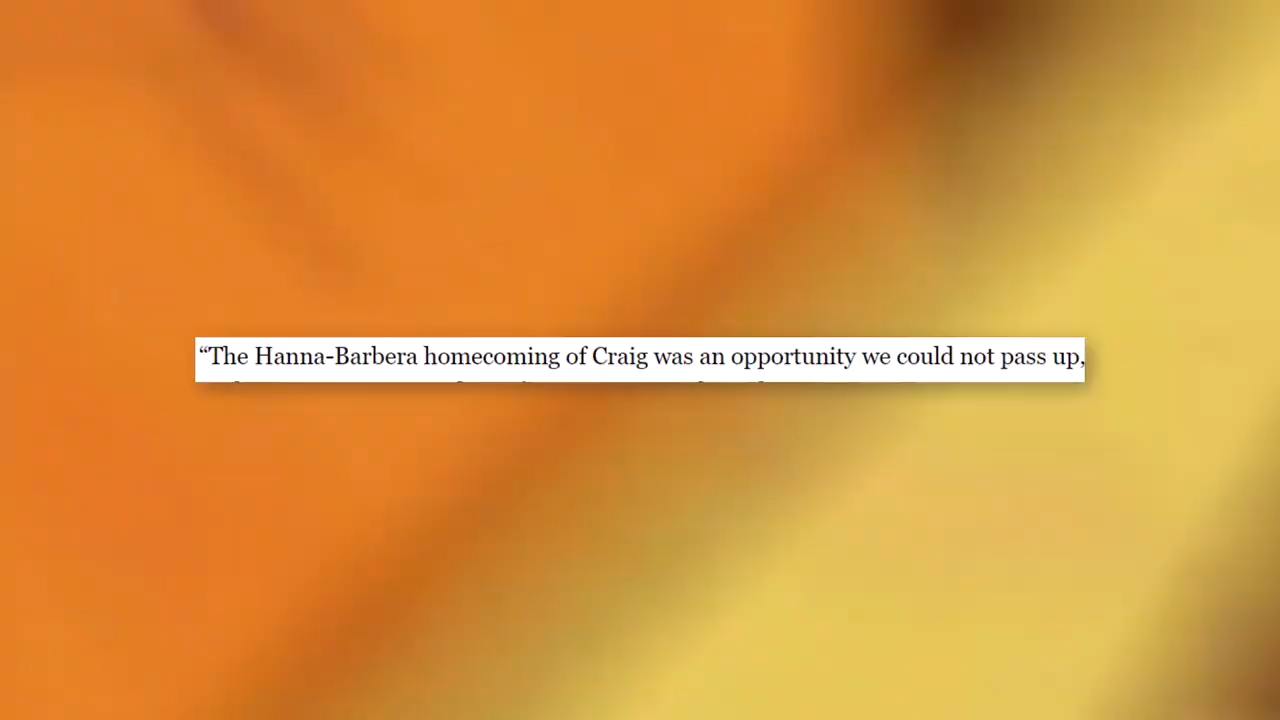 “The Hanna-Barbera homecoming of Craig was an opportunity we could not pass up,